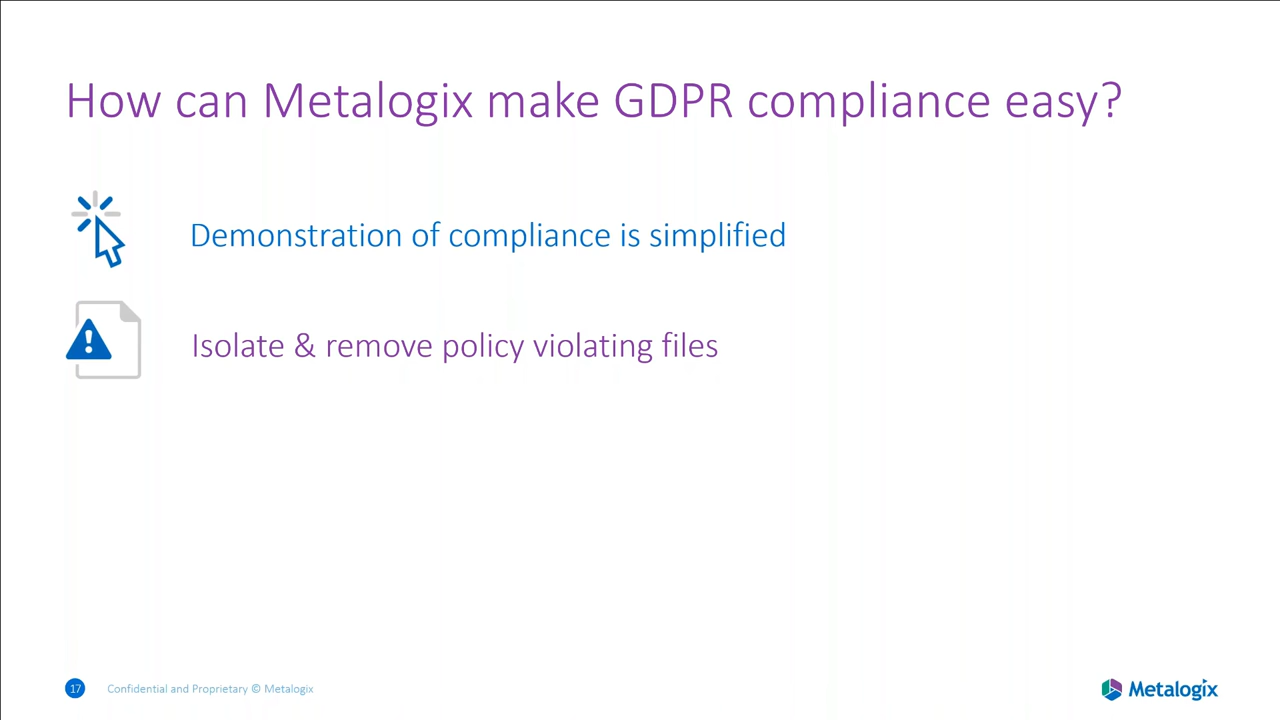 How can Metalogix make GDPR compliance easy?
Demonstration of compliance is simplified
Isolate & remove policy violating files
17
Confidential and Proprietary © Metalogix
Metalogix